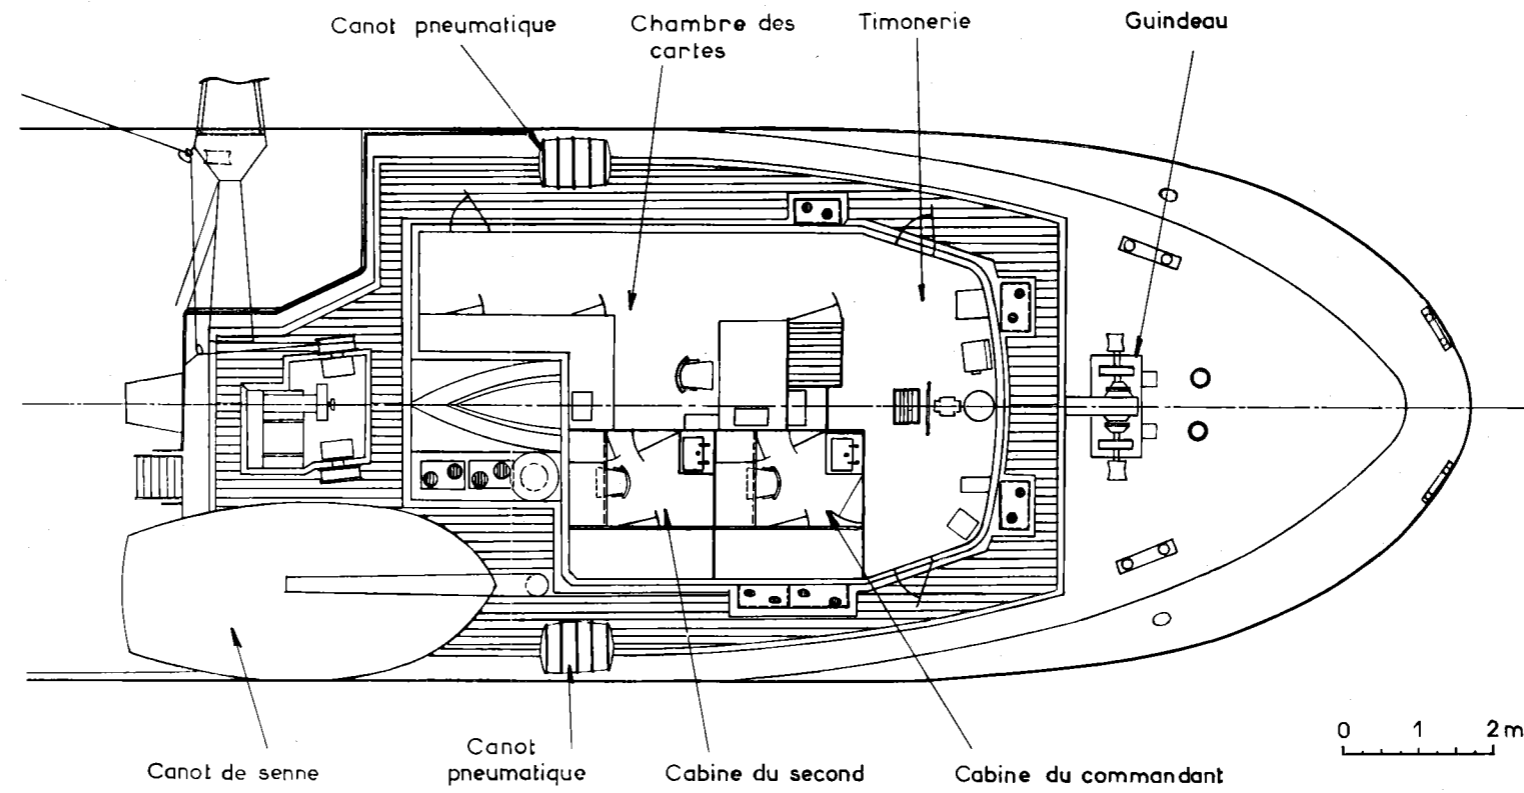 Canot pneumatique
Chambre des
cartes
Timonerie
Guindeau
0 1 2m
Canot de senne
Canot
pneumatique
Cabine du second
Cabine du commandant